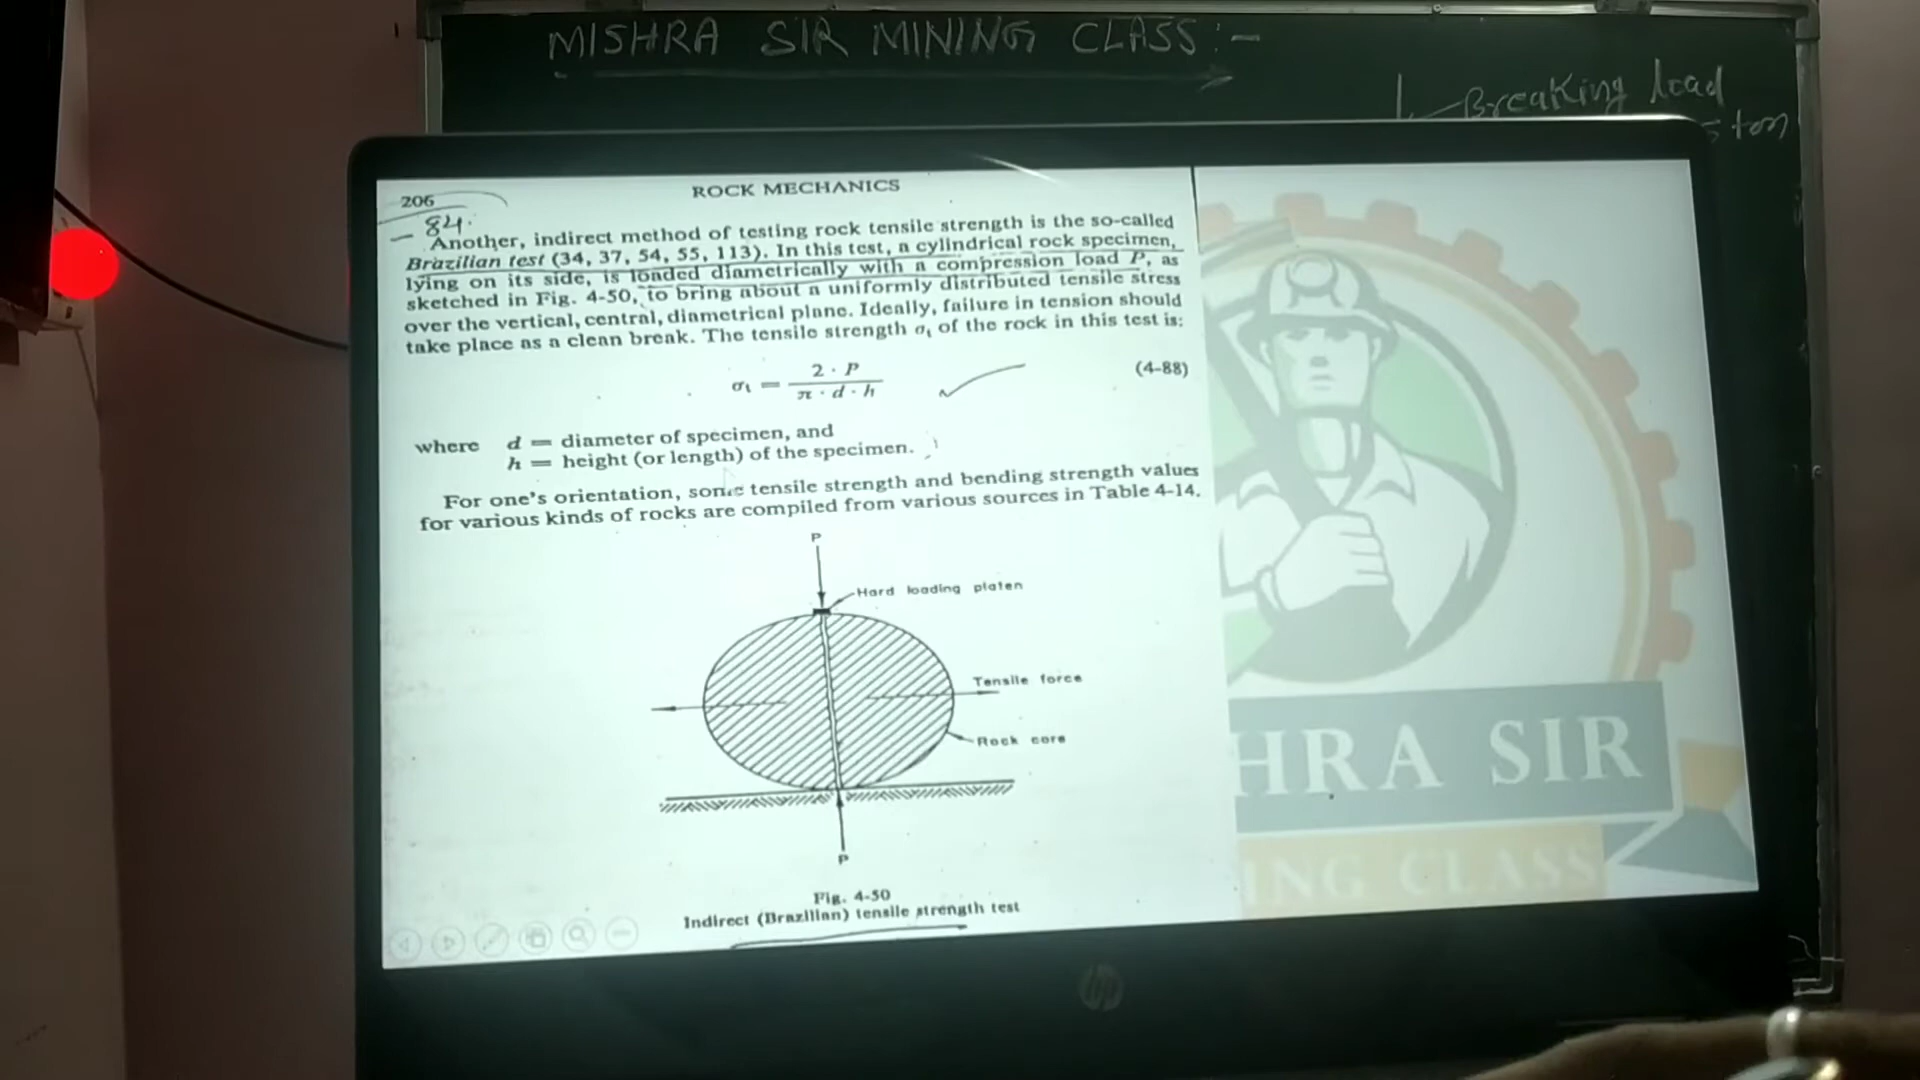 MISHRA SIR MINING CLASS :-
Breaking load
ton
206
ROCK MECHANICS
84.
Another, indirect method of testing rock tensile strength is the so-called
Brazilian test (34, 37, 54, 55, 113). In this test, a cylindrical rock specimen,
lying on its side, is loaded diametrically with a compression load P, as
sketched in Fig. 4-50, to bring about a uniformly distributed tensile stress
over the vertical, central, diametrical plane. Ideally, failure in tension should
take place as a clean break. The tensile strength σt of the rock in this test is:
σt = 2 · P / π · d · h (4-88)
where d = diameter of specimen, and
h = height (or length) of the specimen.
For one's orientation, some tensile strength and bending strength values
for various kinds of rocks are compiled from various sources in Table 4-14.
P
Hard loading platen
Tensile force
Rock core
P
Fig. 4-50
Indirect (Brazilian) tensile strength test
HRA SIR
ING CLASS
hp